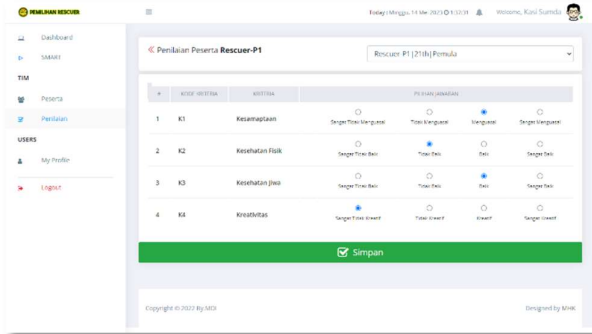 PEMILIHAN RESCUER
Today : Minggu, 14 Mei 2023
Welcome, Kasi Sumda
Dashboard
SMART
TIM
Peserta
Penilaian
USERS
My Profile
Logout
Penilaian Peserta Rescuer-P1
Rescuer-P1|21th|Pemula
# KODE KRITERIA KRITERIA PILIHAN JAWABAN
1 K1 Kesamaptaan Sangat Tidak Menguasai Tidak Menguasai Menguasai Sangat Menguasai
2 K2 Kesehatan Fisik Sangat Tidak Baik Tidak Baik Baik Sangat Baik
3 K3 Kesehatan Jiwa Sangat Tidak Baik Tidak Baik Baik Sangat Baik
4 K4 Kreativitas Sangat Tidak Kreatif Tidak Kreatif Kreatif Sangat Kreatif
Simpan
Copyright © 2022 By MDI
Designed by MHK